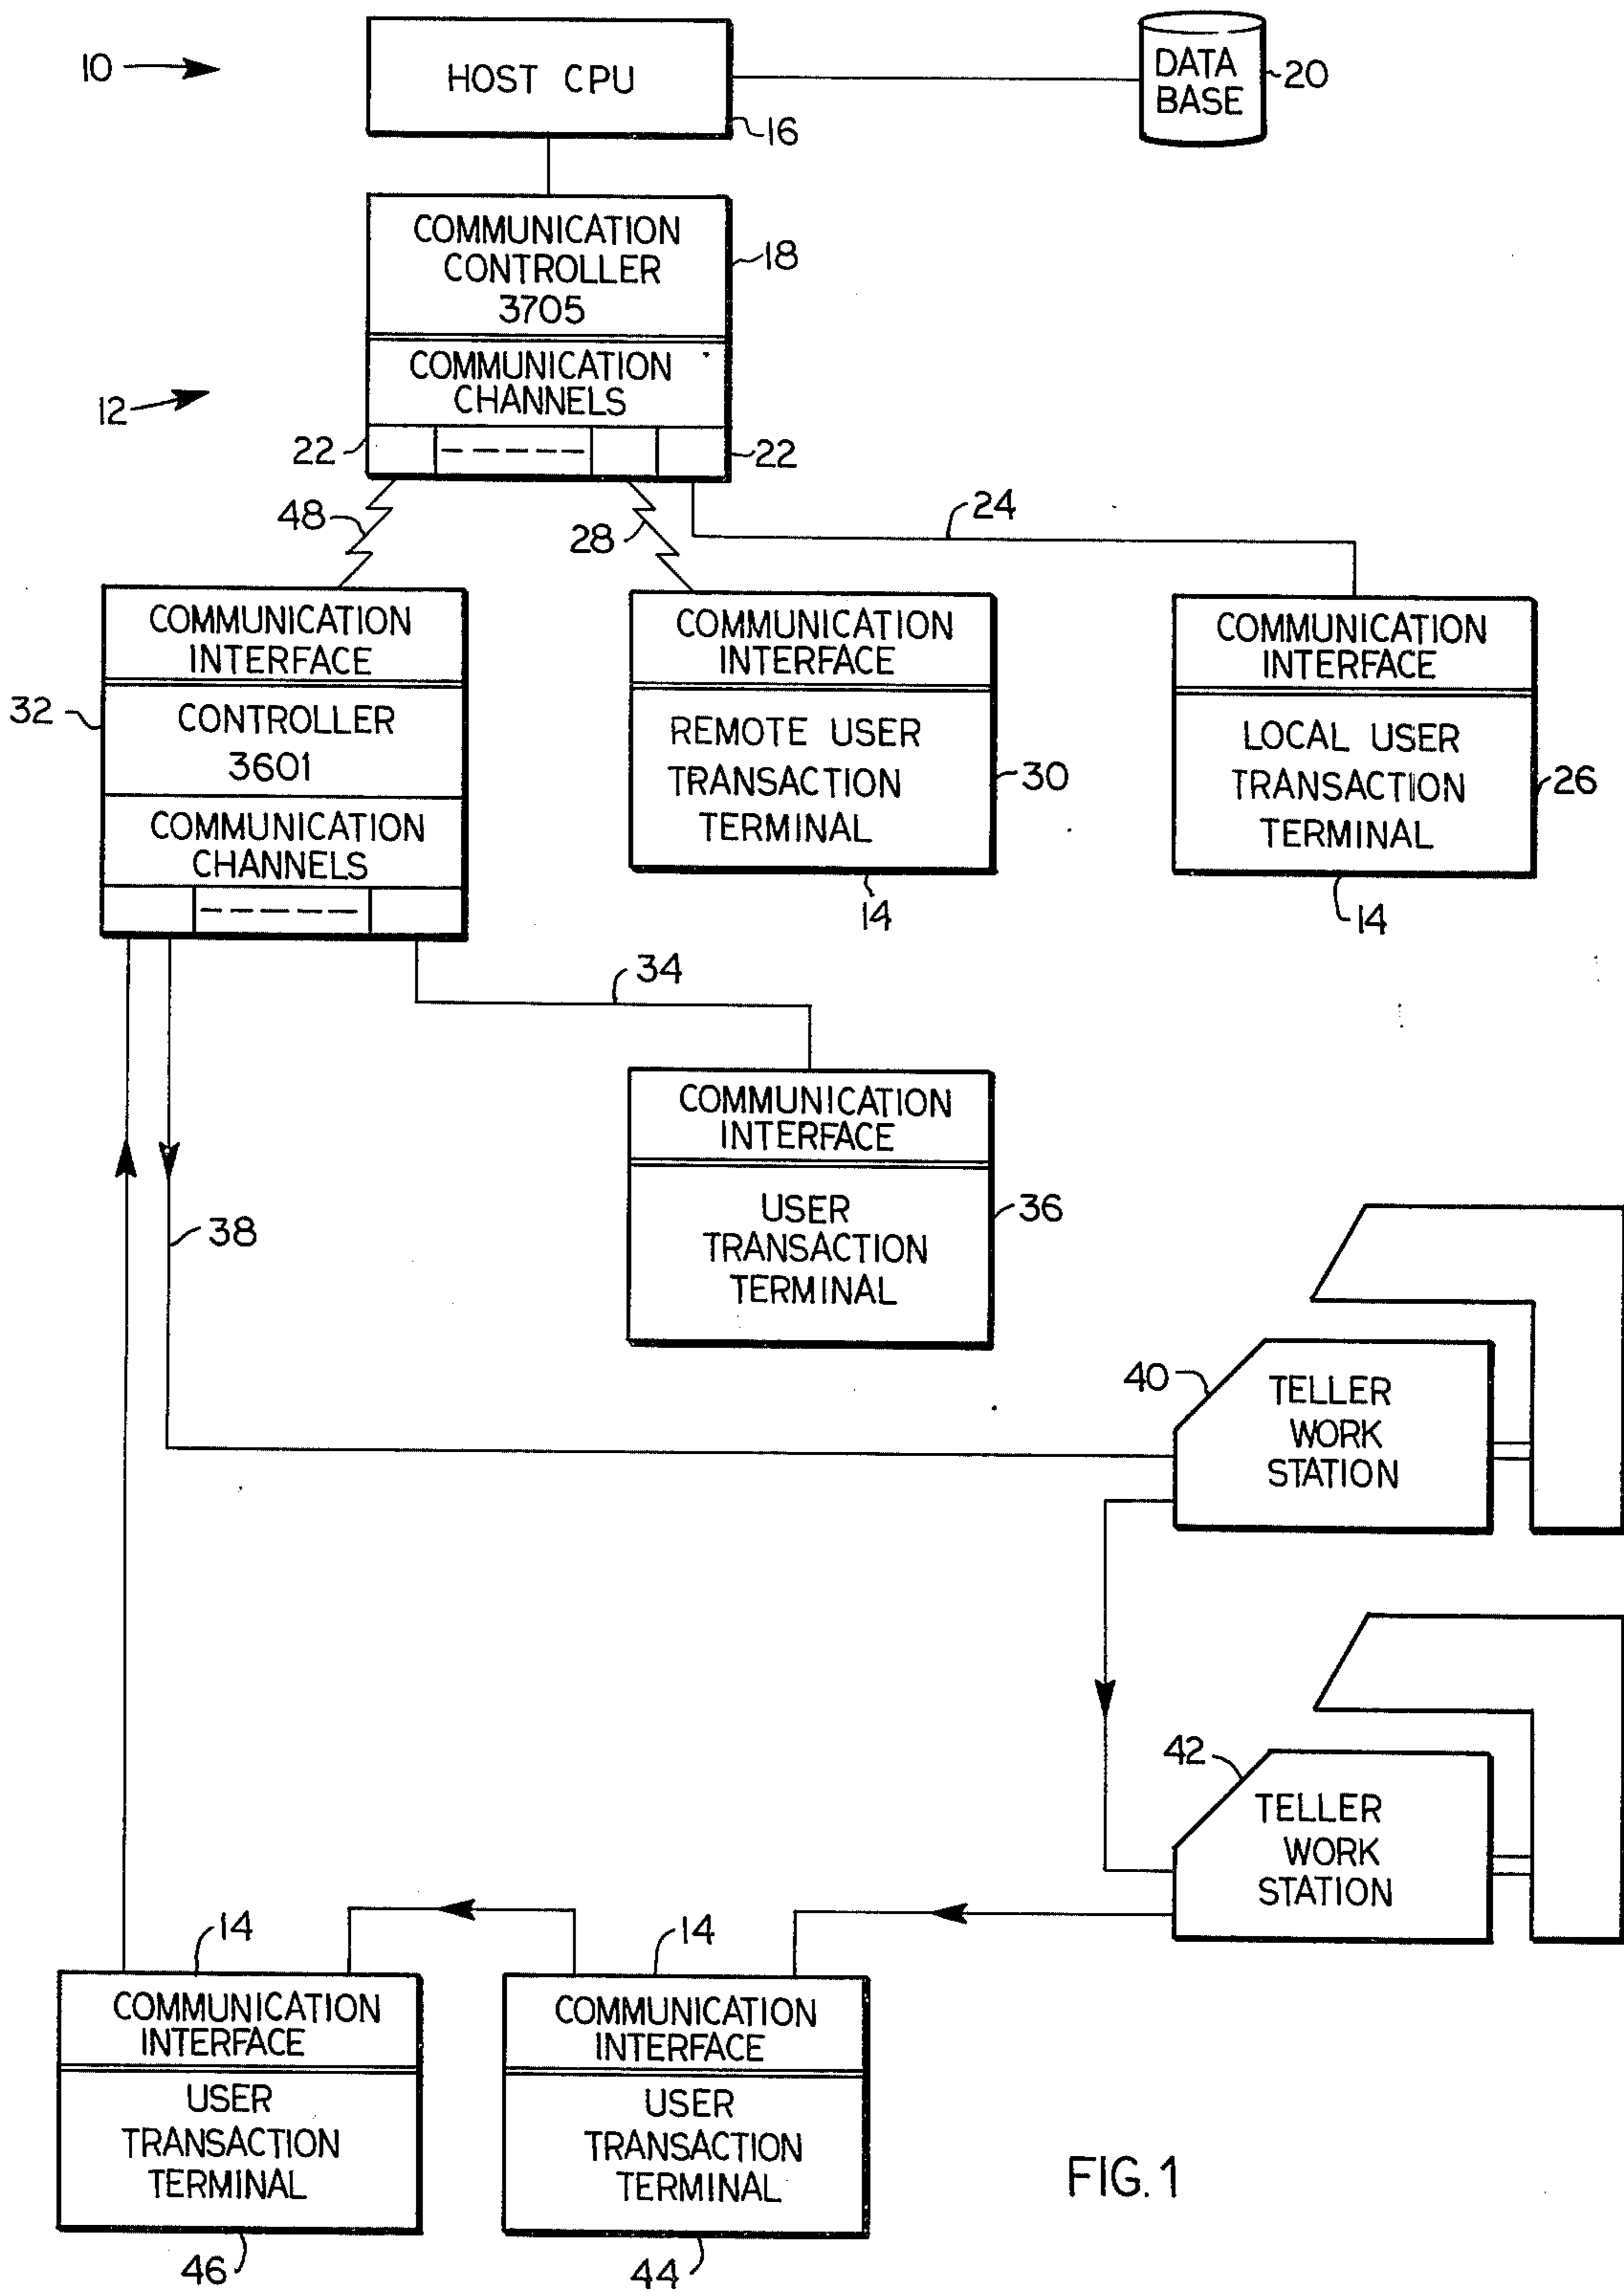 10
HOST CPU
16
DATA
BASE
20
COMMUNICATION
CONTROLLER
3705
18
COMMUNICATION
CHANNELS
12
22
22
48
28
24
COMMUNICATION
INTERFACE
CONTROLLER
3601
COMMUNICATION
CHANNELS
32
COMMUNICATION
INTERFACE
REMOTE USER
TRANSACTION
TERMINAL
30
14
COMMUNICATION
INTERFACE
LOCAL USER
TRANSACTION
TERMINAL
26
14
34
COMMUNICATION
INTERFACE
USER
TRANSACTION
TERMINAL
36
38
40
TELLER
WORK
STATION
42
TELLER
WORK
STATION
14
COMMUNICATION
INTERFACE
USER
TRANSACTION
TERMINAL
46
14
COMMUNICATION
INTERFACE
USER
TRANSACTION
TERMINAL
44
FIG. 1